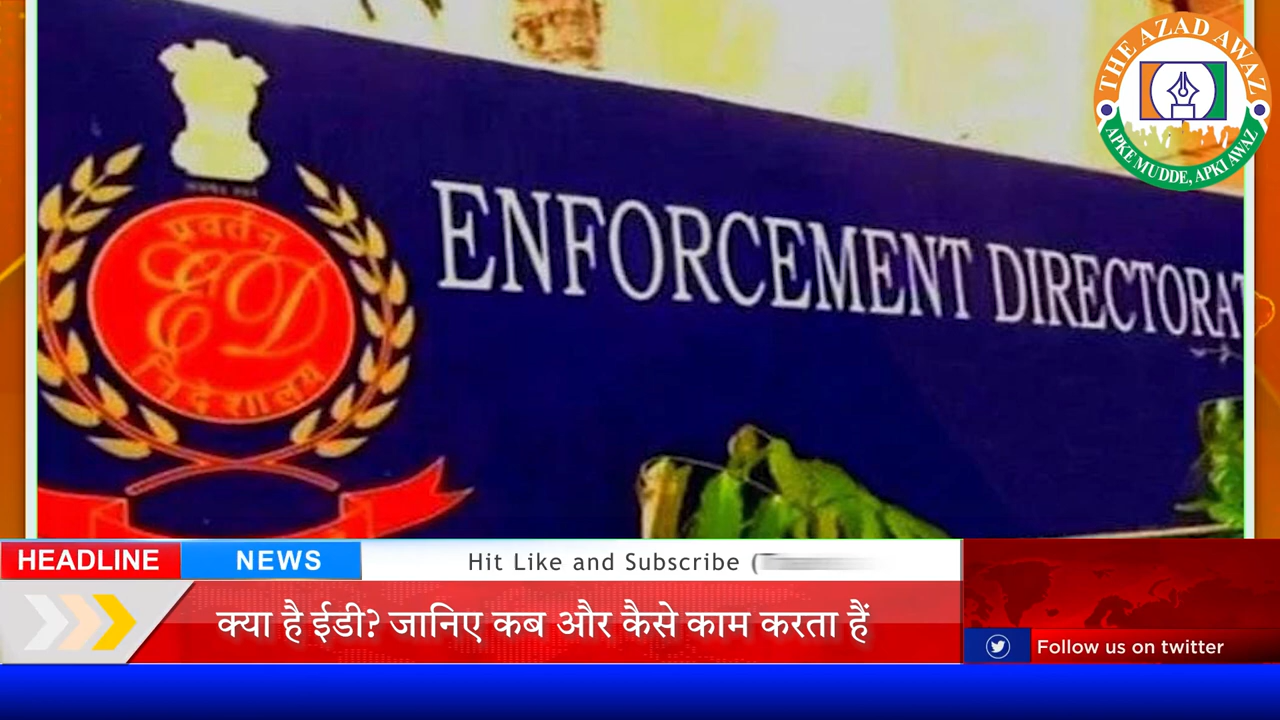 THE AZAD AWAZ
APKE MUDDE, APKI AWAZ
प्रवर्तन
ED
निदेशालय
ENFORCEMENT DIRECTORAT
HEADLINE
NEWS
Hit Like and Subscribe (
क्या है ईडी? जानिए कब और कैसे काम करता हैं
Follow us on twitter